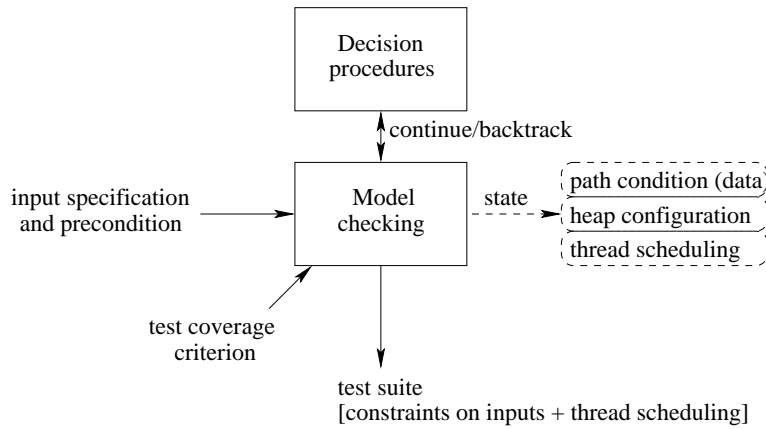 Decision
procedures
continue/backtrack
input specification
and precondition
Model
checking
state
path condition (data)
heap configuration
thread scheduling
test coverage
criterion
test suite
[constraints on inputs + thread scheduling]